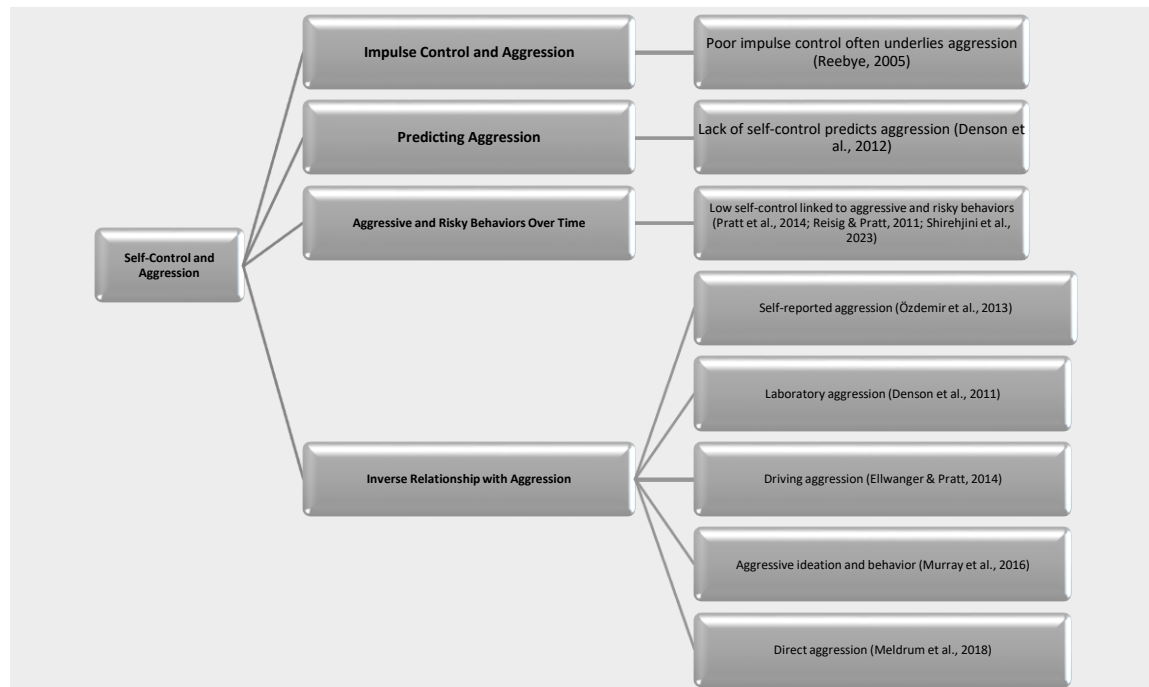 Self-Control and
Aggression
Impulse Control and Aggression
Poor impulse control often underlies aggression
(Reebye, 2005)
Predicting Aggression
Lack of self-control predicts aggression (Denson et
al., 2012)
Aggressive and Risky Behaviors Over Time
Low self-control linked to aggressive and risky behaviors
(Pratt et al., 2014; Reisig & Pratt, 2011; Shirehjini et al.,
2023)
Inverse Relationship with Aggression
Self-reported aggression (Özdemir et al., 2013)
Laboratory aggression (Denson et al., 2011)
Driving aggression (Ellwanger & Pratt, 2014)
Aggressive ideation and behavior (Murray et al., 2016)
Direct aggression (Meldrum et al., 2018)